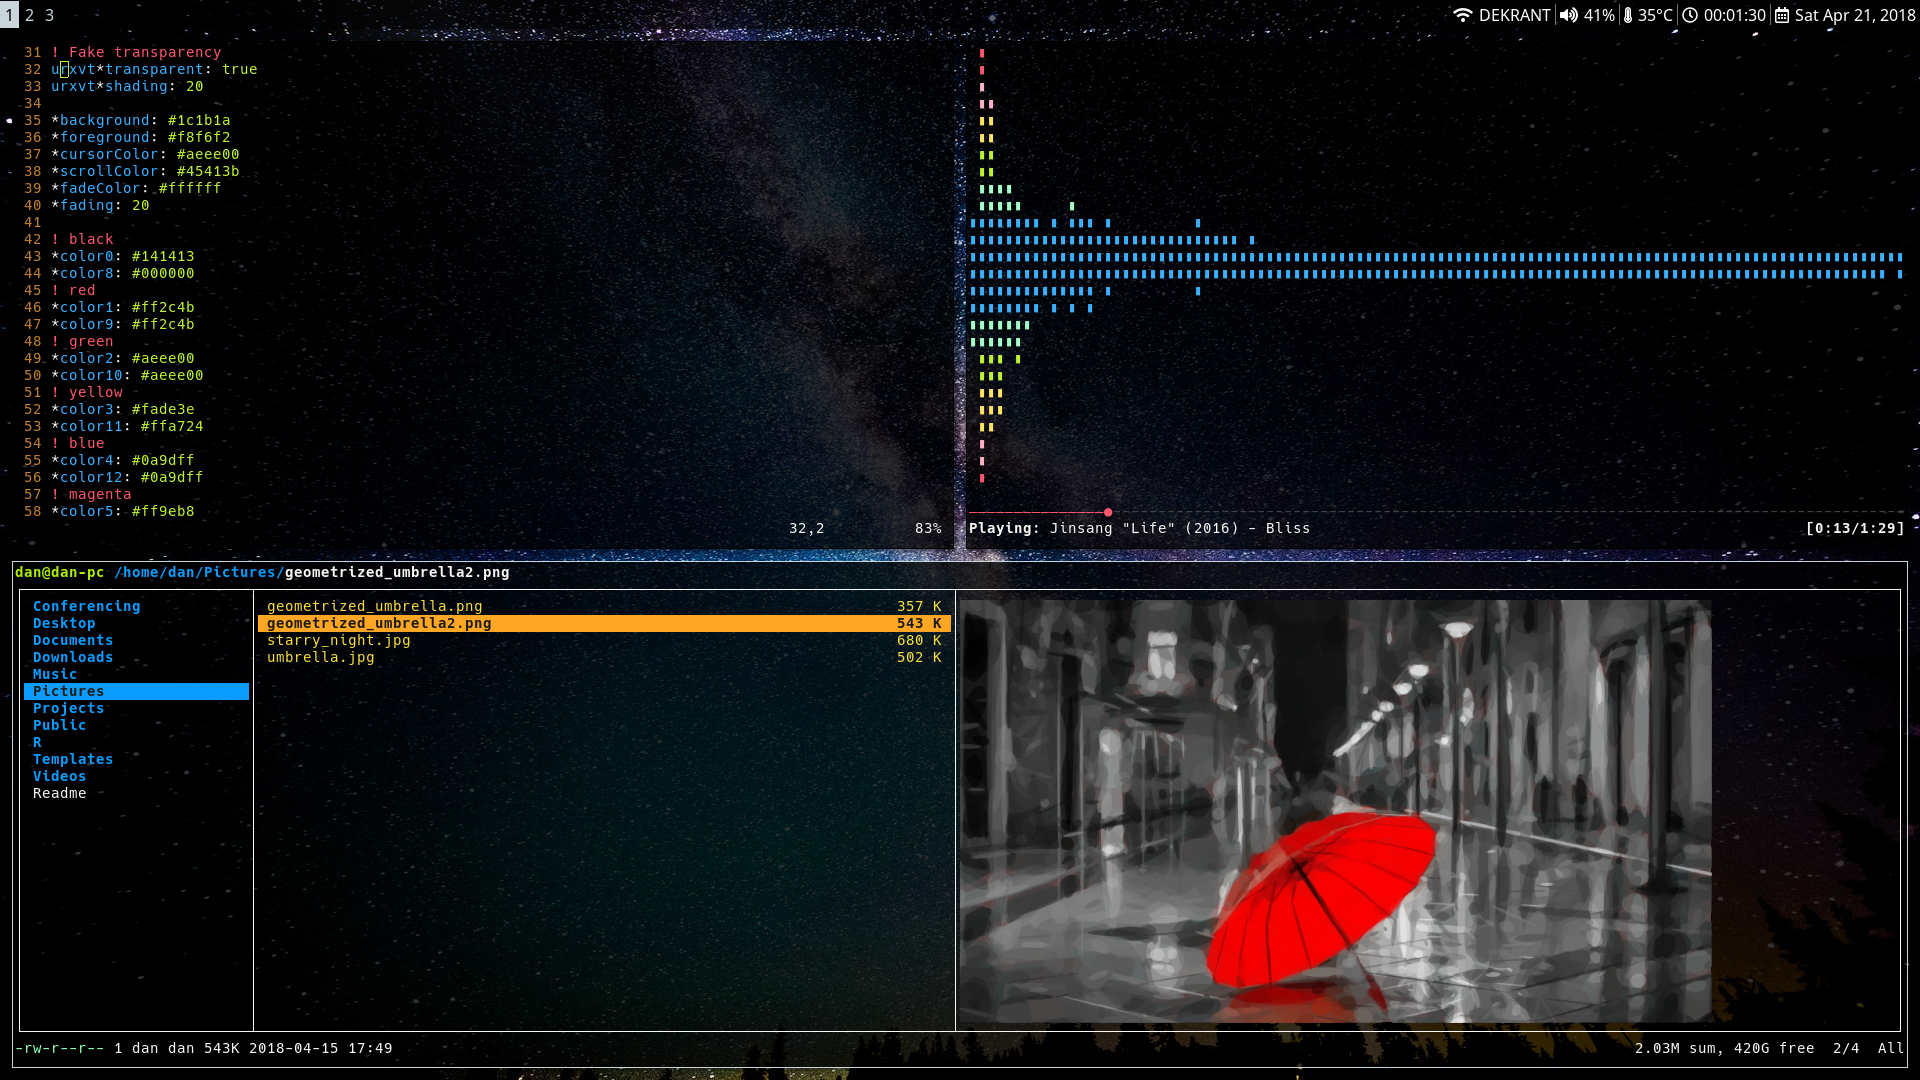 1 2 3
DEKRANT 41% 35°C 00:01:30 Sat Apr 21, 2018
31 ! Fake transparency
32 urxvt*transparent: true
33 urxvt*shading: 20
34
35 *background: #1c1b1a
36 *foreground: #f8f6f2
37 *cursorColor: #aeee00
38 *scrollColor: #45413b
39 *fadeColor: #ffffff
40 *fading: 20
41
42 ! black
43 *color0: #141413
44 *color8: #000000
45 ! red
46 *color1: #ff2c4b
47 *color9: #ff2c4b
48 ! green
49 *color2: #aeee00
50 *color10: #aeee00
51 ! yellow
52 *color3: #fade3e
53 *color11: #ffa724
54 ! blue
55 *color4: #0a9dff
56 *color12: #0a9dff
57 ! magenta
58 *color5: #ff9eb8
32,2 83%
Playing: Jinsang "Life" (2016) - Bliss [0:13/1:29]
dan@dan-pc /home/dan/Pictures/geometrized_umbrella2.png
Conferencing
Desktop
Documents
Downloads
Music
Pictures
Projects
Public
R
Templates
Videos
Readme
geometrized_umbrella.png 357 K
geometrized_umbrella2.png 543 K
starry_night.jpg 680 K
umbrella.jpg 502 K
-rw-r--r-- 1 dan dan 543K 2018-04-15 17:49 2.03M sum, 420G free 2/4 All